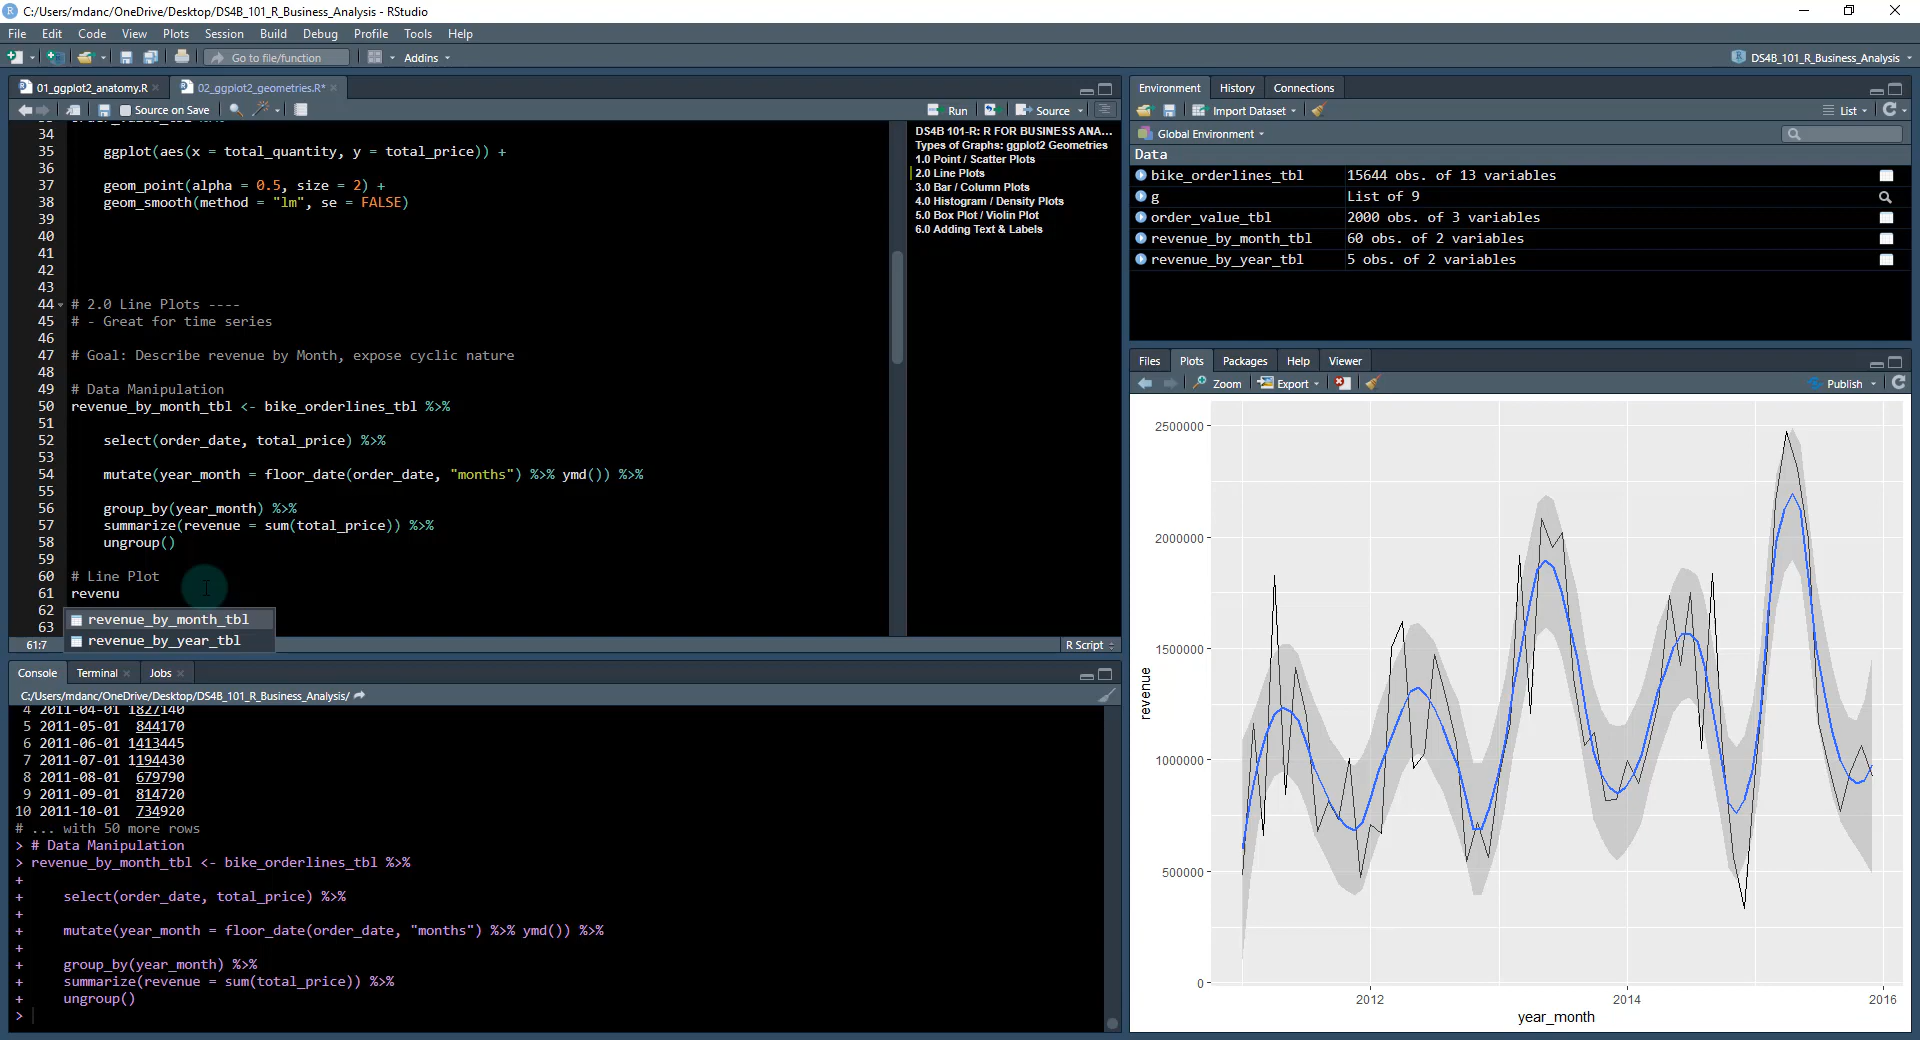 C:/Users/mdanc/OneDrive/Desktop/DS4B_101_R_Business_Analysis - RStudio
File Edit Code View Plots Session Build Debug Profile Tools Help
Go to file/function Addins DS4B_101_R_Business_Analysis
01_ggplot2_anatomy.R 02_ggplot2_geometries.R*
Source on Save Run Source
34
35 ggplot(aes(x = total_quantity, y = total_price)) +
36
37 geom_point(alpha = 0.5, size = 2) +
38 geom_smooth(method = "lm", se = FALSE)
39
40
41
42
43
44 # 2.0 Line Plots ----
45 # - Great for time series
46
47 # Goal: Describe revenue by Month, expose cyclic nature
48
49 # Data Manipulation
50 revenue_by_month_tbl <- bike_orderlines_tbl %>%
51
52 select(order_date, total_price) %>%
53
54 mutate(year_month = floor_date(order_date, "months") %>% ymd()) %>%
55
56 group_by(year_month) %>%
57 summarize(revenue = sum(total_price)) %>%
58 ungroup()
59
60 # Line Plot
61 revenu
62
63
revenue_by_month_tbl
revenue_by_year_tbl
61:7 R Script
DS4B 101-R: R FOR BUSINESS ANA...
Types of Graphs: ggplot2 Geometries
1.0 Point / Scatter Plots
2.0 Line Plots
3.0 Bar / Column Plots
4.0 Histogram / Density Plots
5.0 Box Plot / Violin Plot
6.0 Adding Text & Labels
Console Terminal Jobs
C:/Users/mdanc/OneDrive/Desktop/DS4B_101_R_Business_Analysis/
4 2011-04-01 1827140
5 2011-05-01 844170
6 2011-06-01 1413445
7 2011-07-01 1194430
8 2011-08-01 679790
9 2011-09-01 814720
10 2011-10-01 734920
# ... with 50 more rows
> # Data Manipulation
> revenue_by_month_tbl <- bike_orderlines_tbl %>%
+
+ select(order_date, total_price) %>%
+
+ mutate(year_month = floor_date(order_date, "months") %>% ymd()) %>%
+
+ group_by(year_month) %>%
+ summarize(revenue = sum(total_price)) %>%
+ ungroup()
>
Environment History Connections
Import Dataset List
Global Environment
Data
bike_orderlines_tbl 15644 obs. of 13 variables
g List of 9
order_value_tbl 2000 obs. of 3 variables
revenue_by_month_tbl 60 obs. of 2 variables
revenue_by_year_tbl 5 obs. of 2 variables
Files Plots Packages Help Viewer
Zoom Export Publish
2500000
2000000
1500000
1000000
500000
0
revenue
2012 2014 2016
year_month